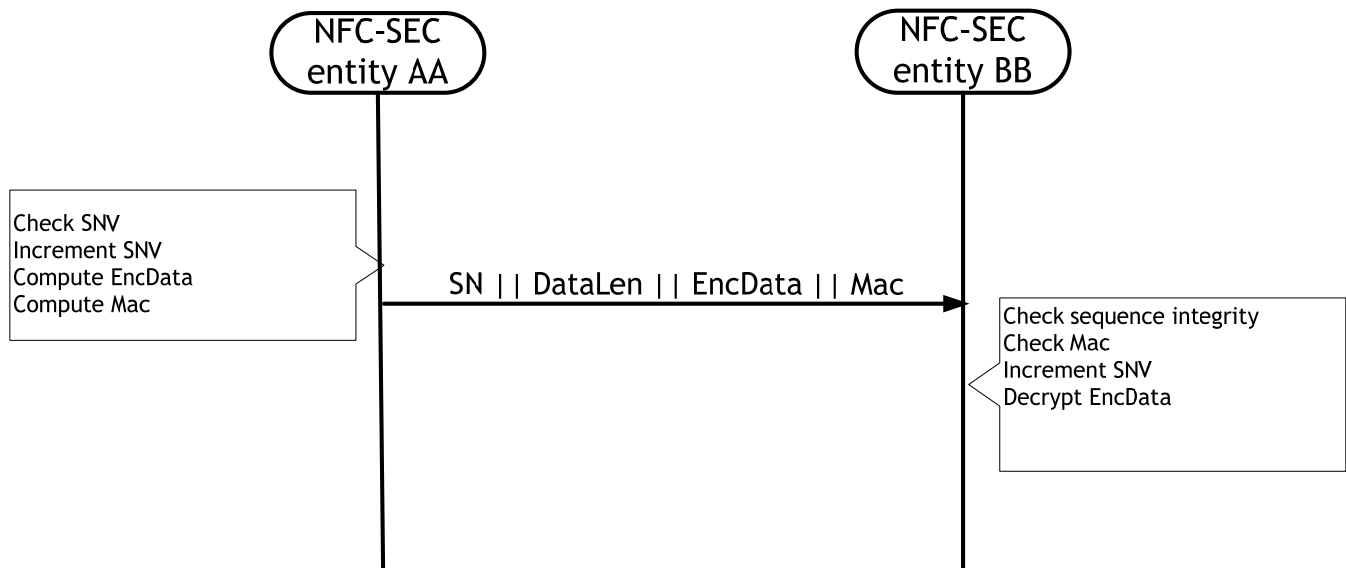 NFC-SEC
entity AA
NFC-SEC
entity BB
Check SNV
Increment SNV
Compute EncData
Compute Mac
SN || DataLen || EncData || Mac
Check sequence integrity
Check Mac
Increment SNV
Decrypt EncData